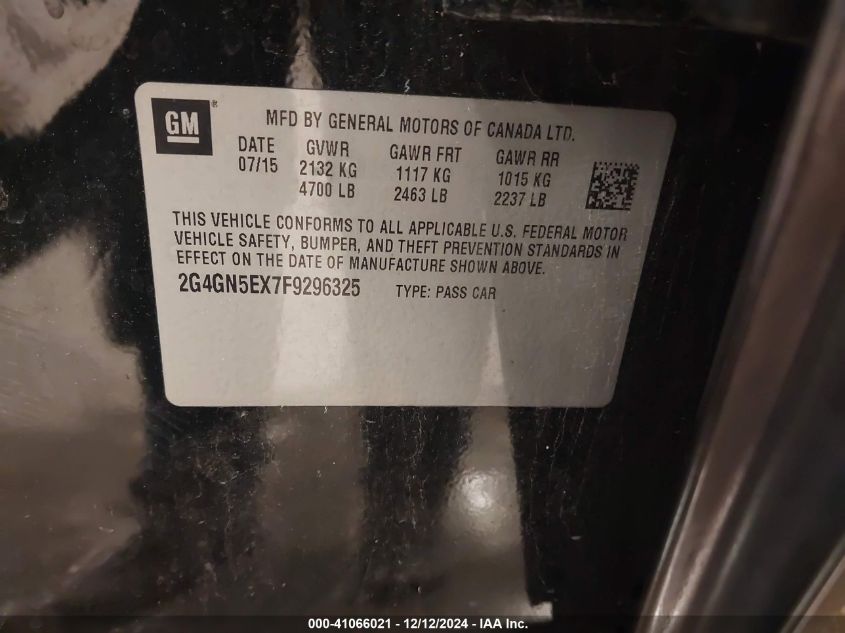 GM ®
MFD BY GENERAL MOTORS OF CANADA LTD.
DATE GVWR GAWR FRT GAWR RR
07/15 2132 KG 1117 KG 1015 KG
4700 LB 2463 LB 2237 LB
THIS VEHICLE CONFORMS TO ALL APPLICABLE U.S. FEDERAL MOTOR
VEHICLE SAFETY, BUMPER, AND THEFT PREVENTION STANDARDS IN
EFFECT ON THE DATE OF MANUFACTURE SHOWN ABOVE.
2G4GN5EX7F9296325 TYPE: PASS CAR
000-41066021 - 12/12/2024 - IAA Inc.